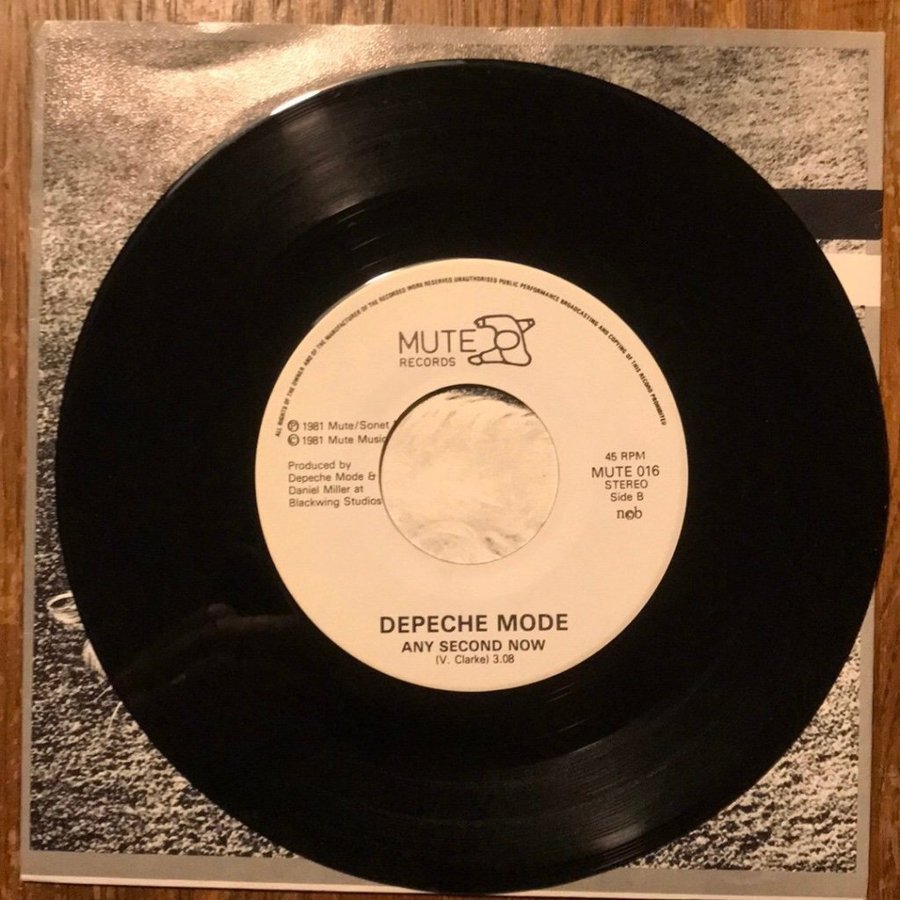 ALL RIGHTS OF THE OWNER AND OF THE MANUFACTURER OF THE RECORDED WORK RESERVED UNAUTHORISED PUBLIC PERFORMANCE BROADCASTING AND COPYING OF THIS RECORD PROHIBITED
MUTE
RECORDS
Ⓟ 1981 Mute/Sonet
© 1981 Mute Music
Produced by
Depeche Mode &
Daniel Miller at
Blackwing Studios
45 RPM
MUTE 016
STEREO
Side B
n©b
DEPECHE MODE
ANY SECOND NOW
(V. Clarke) 3.08